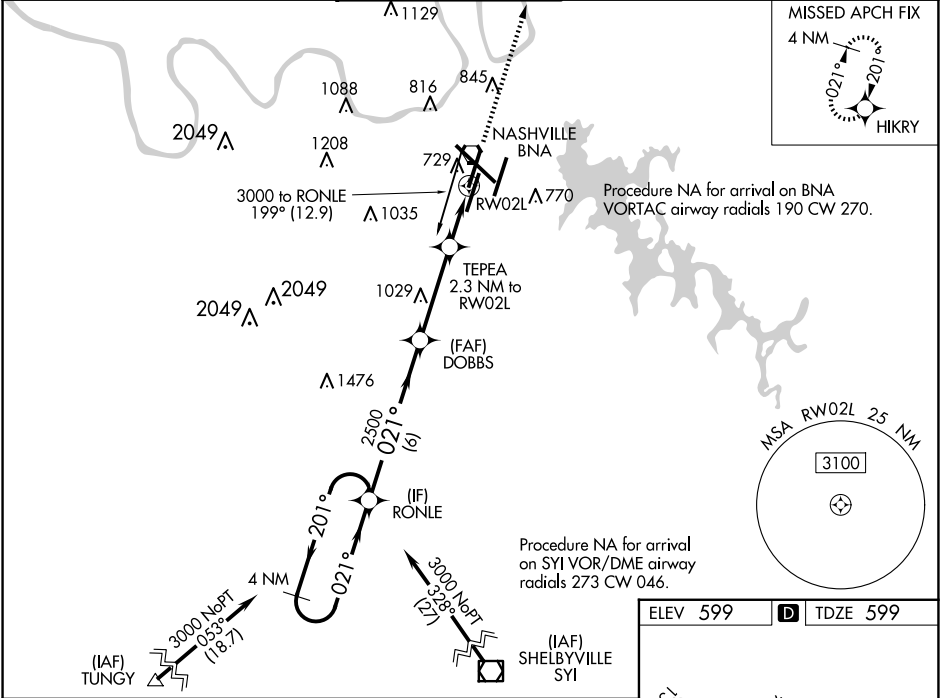 1129
MISSED APCH FIX
4 NM
021°
201°
HIKRY
1088
816
845
2049
1208
729
NASHVILLE
BNA
3000 to RONLE
199° (12.9)
1035
RW02L
770
Procedure NA for arrival on BNA
VORTAC airway radials 190 CW 270.
TEPEA
2.3 NM to
RW02L
2049
2049
1029
(FAF)
DOBBS
1476
2500
021°
(6)
MSA RW02L 25 NM
3100
(IF)
RONLE
201°
021°
4 NM
Procedure NA for arrival
on SYI VOR/DME airway
radials 273 CW 046.
3000 NoPT
328°
(27)
3000 NoPT
053°
(18.7)
(IAF)
TUNGY
(IAF)
SHELBYVILLE
SYI
ELEV 599
D
TDZE 599